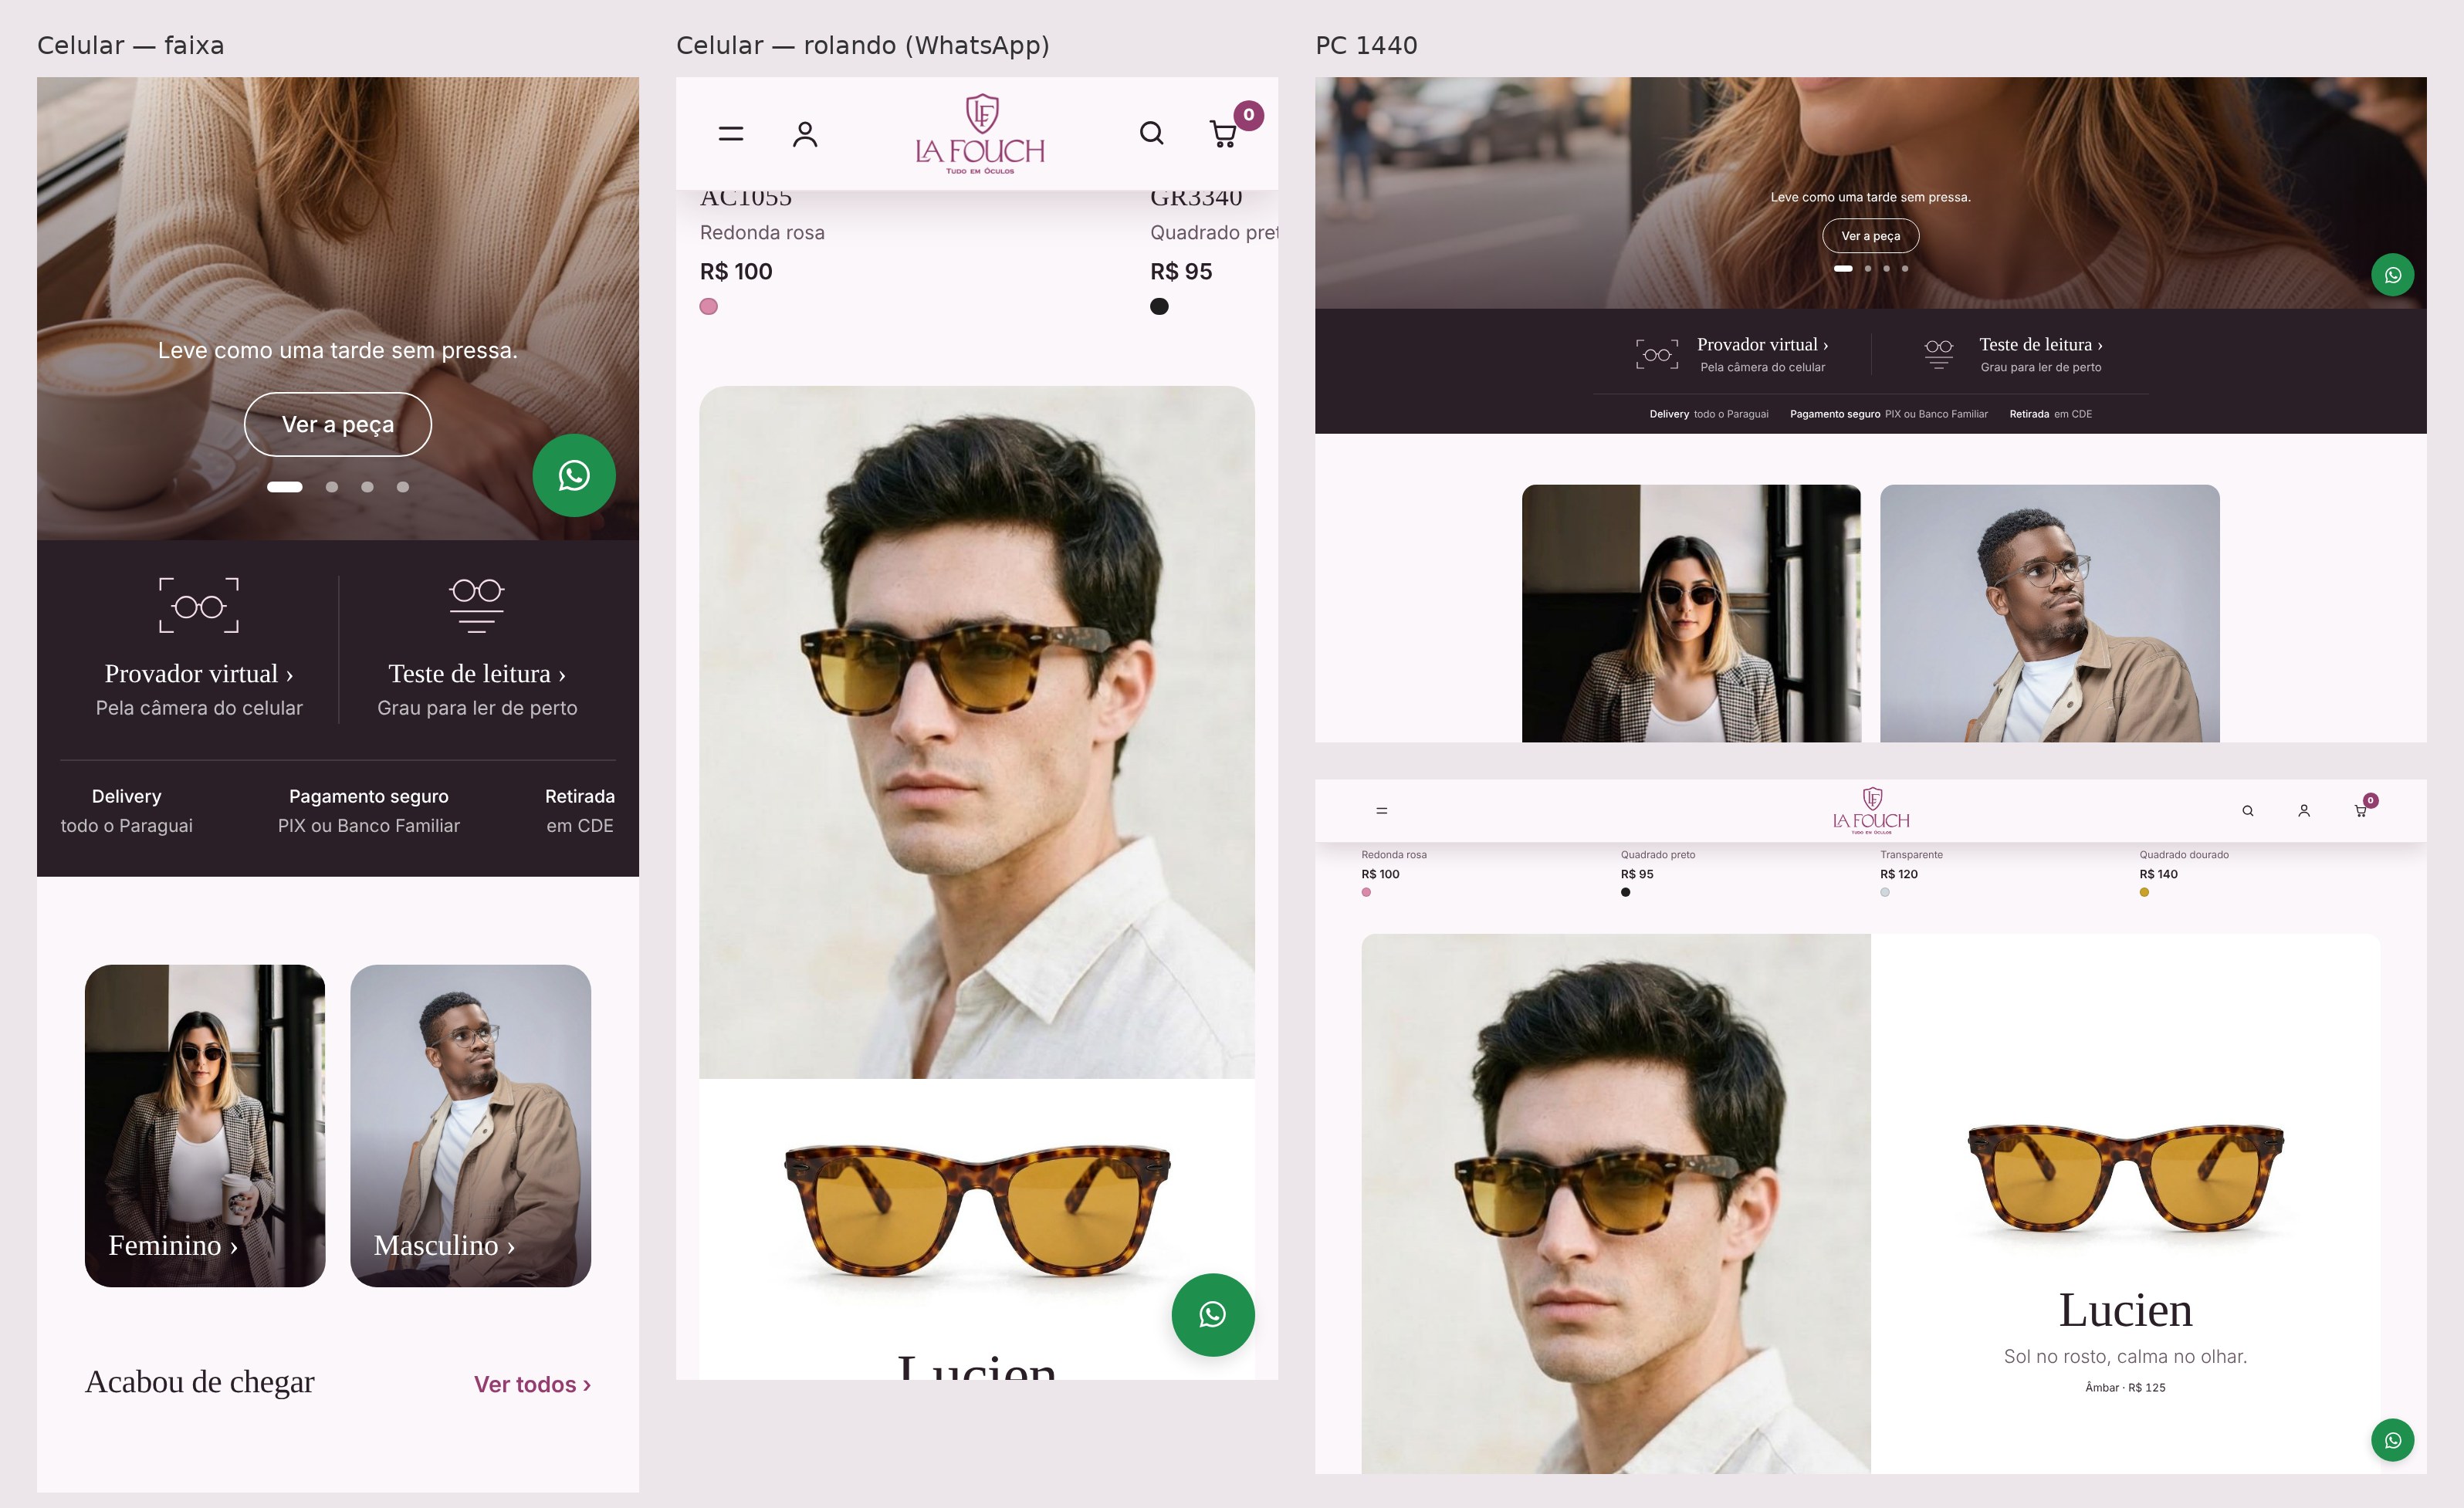 Celular — faixa
Leve como uma tarde sem pressa.
Ver a peça
Provador virtual ›
Pela câmera do celular
Teste de leitura ›
Grau para ler de perto
Delivery
todo o Paraguai
Pagamento seguro
PIX ou Banco Familiar
Retirada
em CDE
Feminino ›
Masculino ›
Acabou de chegar
Ver todos ›
Celular — rolando (WhatsApp)
LF
LA FOUCH
TUDO EM ÓCULOS
0
AC1055
Redonda rosa
R$ 100
GR3340
Quadrado pret
R$ 95
Lucien
PC 1440
Leve como uma tarde sem pressa.
Ver a peça
Provador virtual ›
Pela câmera do celular
Teste de leitura ›
Grau para ler de perto
Delivery todo o Paraguai
Pagamento seguro PIX ou Banco Familiar
Retirada em CDE
LF
LA FOUCH
TUDO EM ÓCULOS
0
Redonda rosa
R$ 100
Quadrado preto
R$ 95
Transparente
R$ 120
Quadrado dourado
R$ 140
Lucien
Sol no rosto, calma no olhar.
Âmbar · R$ 125